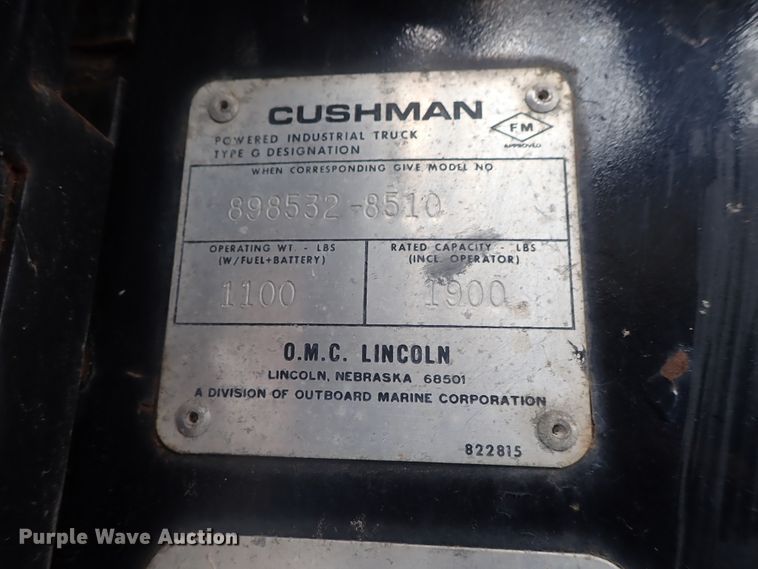 CUSHMAN
POWERED INDUSTRIAL TRUCK
TYPE G DESIGNATION
FM
APPROVED
WHEN CORRESPONDING GIVE MODEL NO
898532-8510
OPERATING WT. - LBS
(W/FUEL+BATTERY)
1100
RATED CAPACITY - LBS
(INCL. OPERATOR)
1900
O.M.C. LINCOLN
LINCOLN, NEBRASKA 68501
A DIVISION OF OUTBOARD MARINE CORPORATION
822815
Purple Wave Auction®